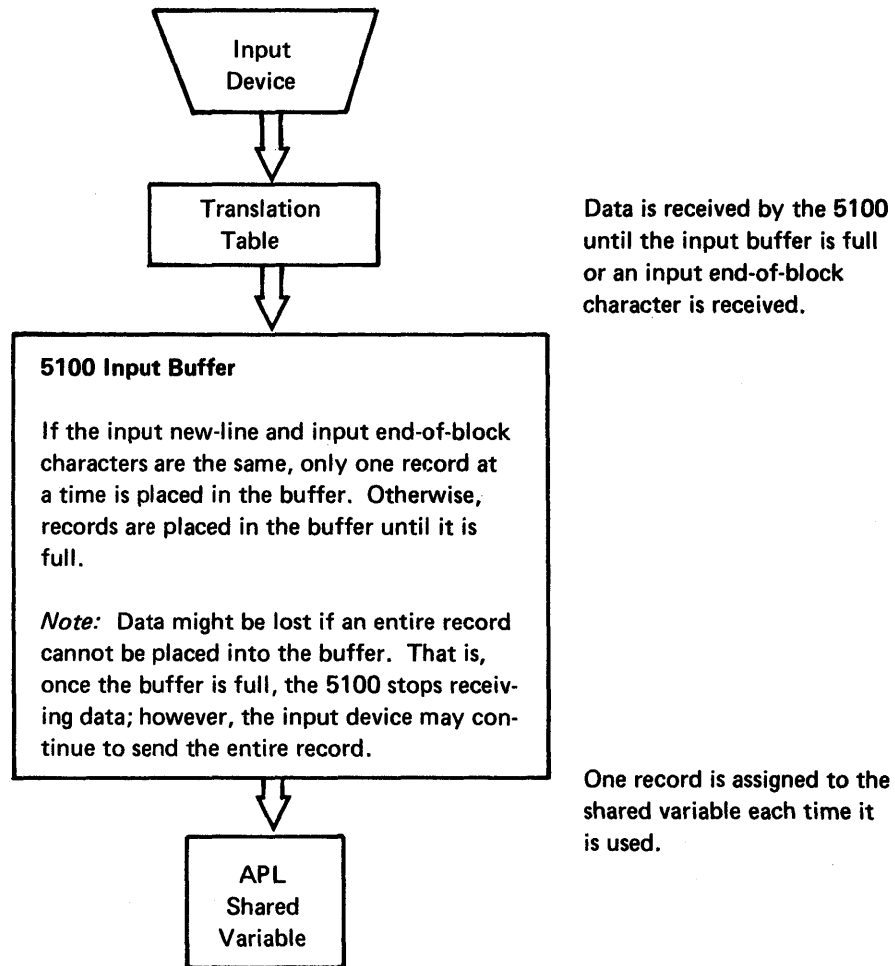 Input
Device
Translation
Table
Data is received by the 5100
until the input buffer is full
or an input end-of-block
character is received.
5100 Input Buffer
If the input new-line and input end-of-block
characters are the same, only one record at
a time is placed in the buffer. Otherwise,
records are placed in the buffer until it is
full.
Note: Data might be lost if an entire record
cannot be placed into the buffer. That is,
once the buffer is full, the 5100 stops receiv-
ing data; however, the input device may con-
tinue to send the entire record.
One record is assigned to the
shared variable each time it
is used.
APL
Shared
Variable